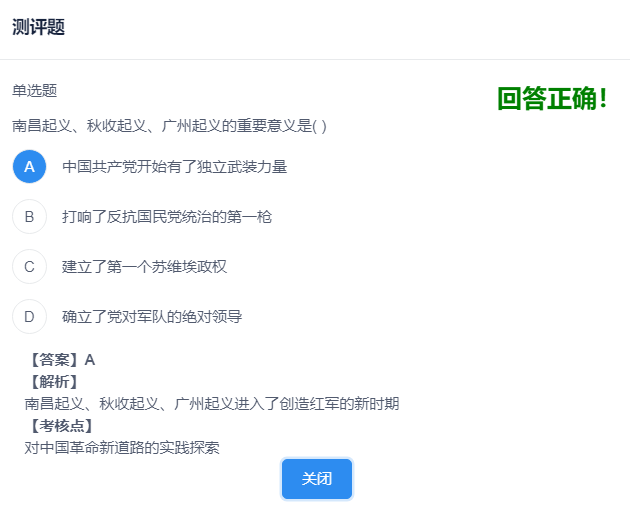 测评题
单选题
回答正确！
南昌起义、秋收起义、广州起义的重要意义是( )
A 中国共产党开始有了独立武装力量
B 打响了反抗国民党统治的第一枪
C 建立了第一个苏维埃政权
D 确立了党对军队的绝对领导
【答案】A
【解析】
南昌起义、秋收起义、广州起义进入了创造红军的新时期
【考核点】
对中国革命新道路的实践探索
关闭